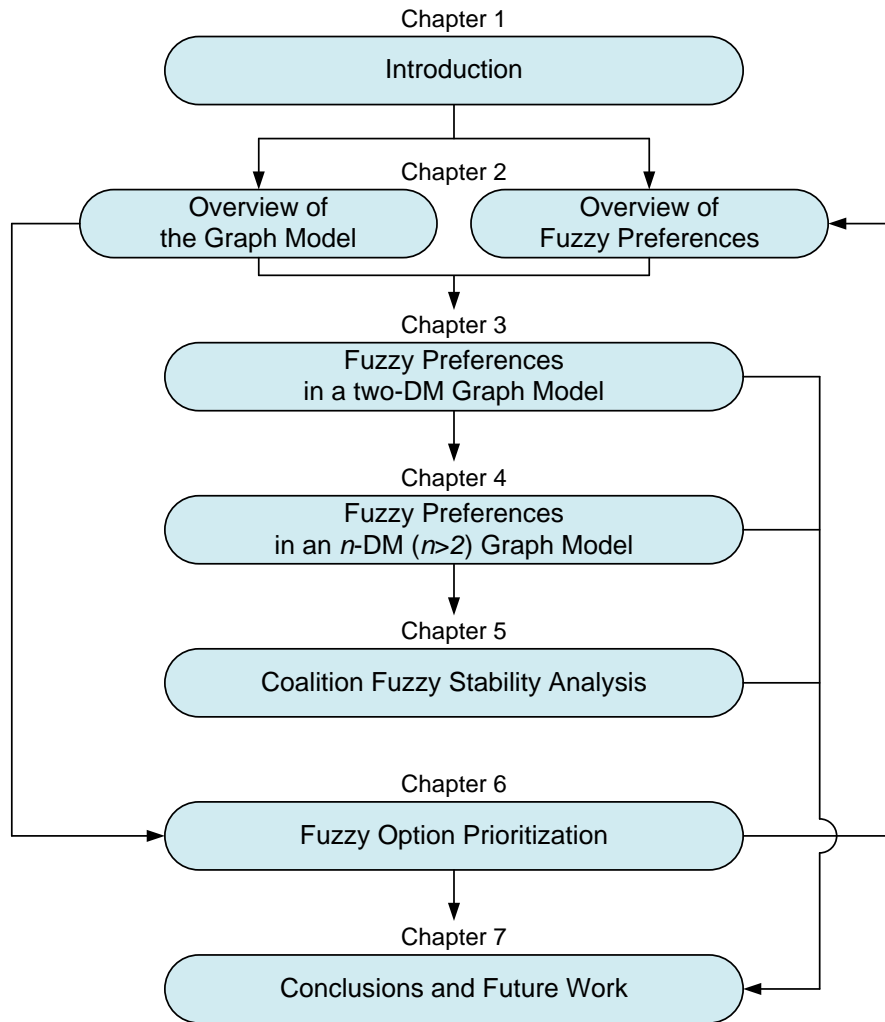 Chapter 1
Introduction
Chapter 2
Overview of
the Graph Model
Overview of
Fuzzy Preferences
Chapter 3
Fuzzy Preferences
in a two-DM Graph Model
Chapter 4
Fuzzy Preferences
in an n-DM (n>2) Graph Model
Chapter 5
Coalition Fuzzy Stability Analysis
Chapter 6
Fuzzy Option Prioritization
Chapter 7
Conclusions and Future Work